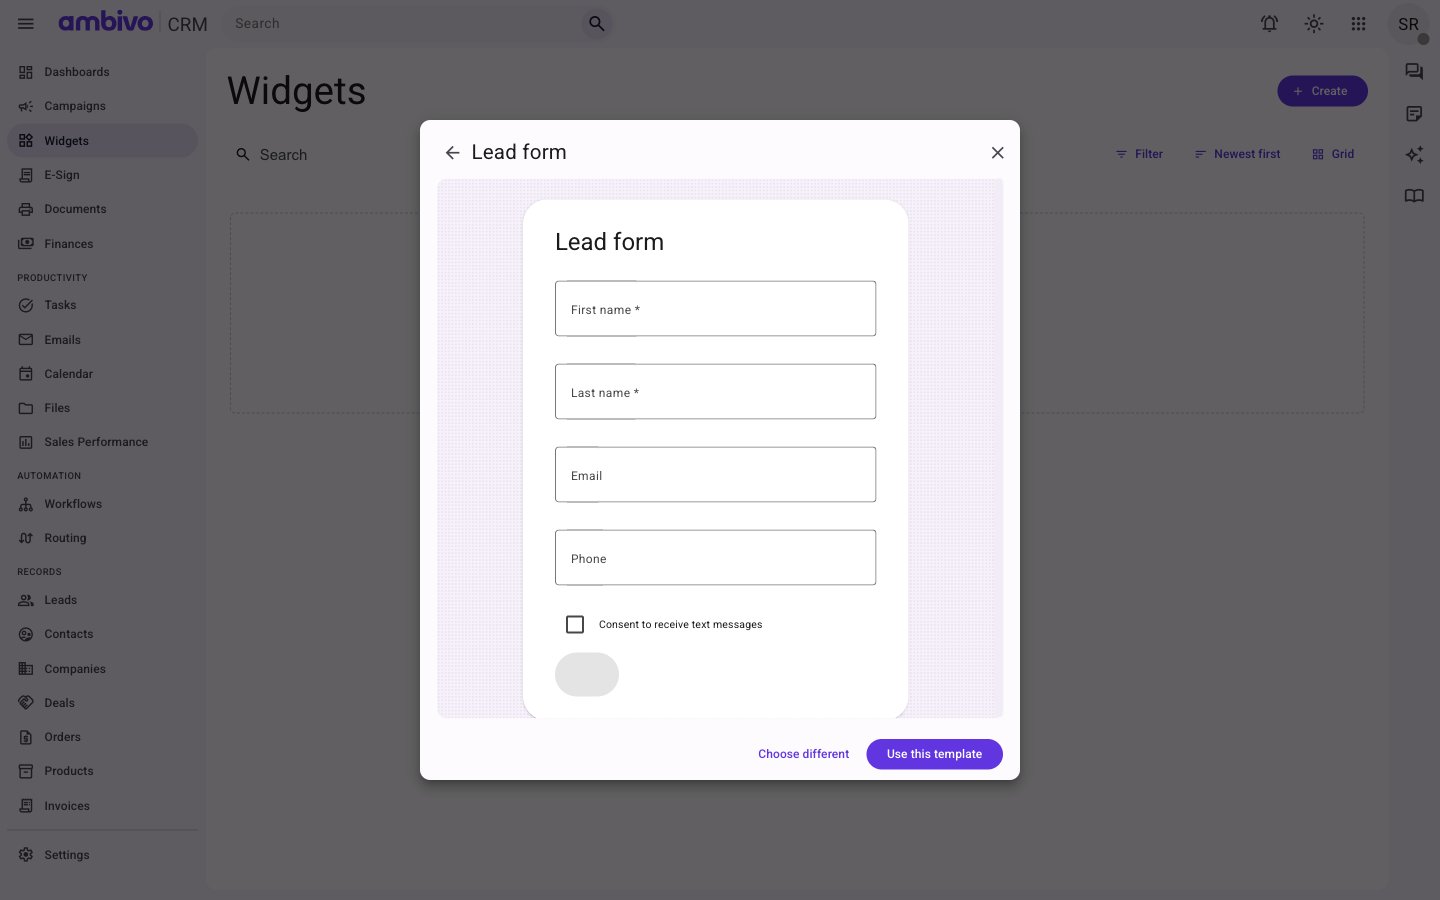 ambivo CRM
Search
SR
Dashboards
Campaigns
Widgets
E-Sign
Documents
Finances
PRODUCTIVITY
Tasks
Emails
Calendar
Files
Sales Performance
AUTOMATION
Workflows
Routing
RECORDS
Leads
Contacts
Companies
Deals
Orders
Products
Invoices
Settings
Widgets
+ Create
Search
Filter
Newest first
Grid
Lead form
Lead form
First name *
Last name *
Email
Phone
Consent to receive text messages
Choose different
Use this template